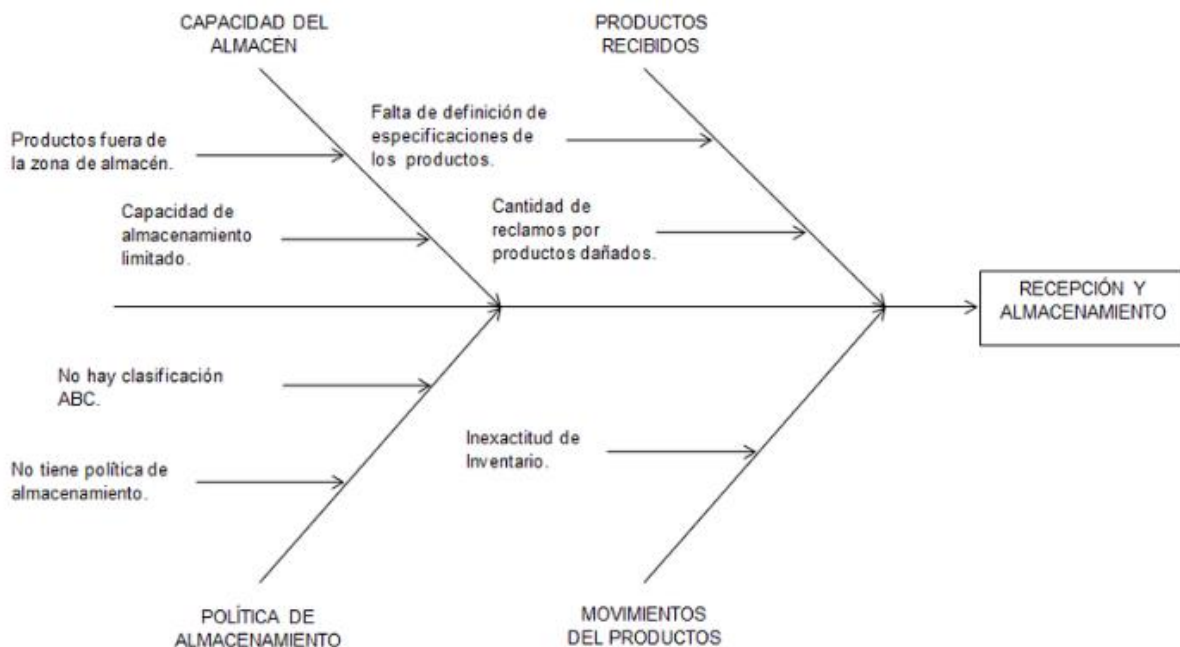 CAPACIDAD DEL
ALMACÉN
PRODUCTOS
RECIBIDOS
Productos fuera de
la zona de almacén.
Capacidad de
almacenamiento
limitado.
Falta de definición de
especificaciones de
los productos.
Cantidad de
reclamos por
productos dañados.
RECEPCIÓN Y
ALMACENAMIENTO
No hay clasificación
ABC.
No tiene política de
almacenamiento.
Inexactitud de
Inventario.
POLÍTICA DE
ALMACENAMIENTO
MOVIMIENTOS
DEL PRODUCTOS